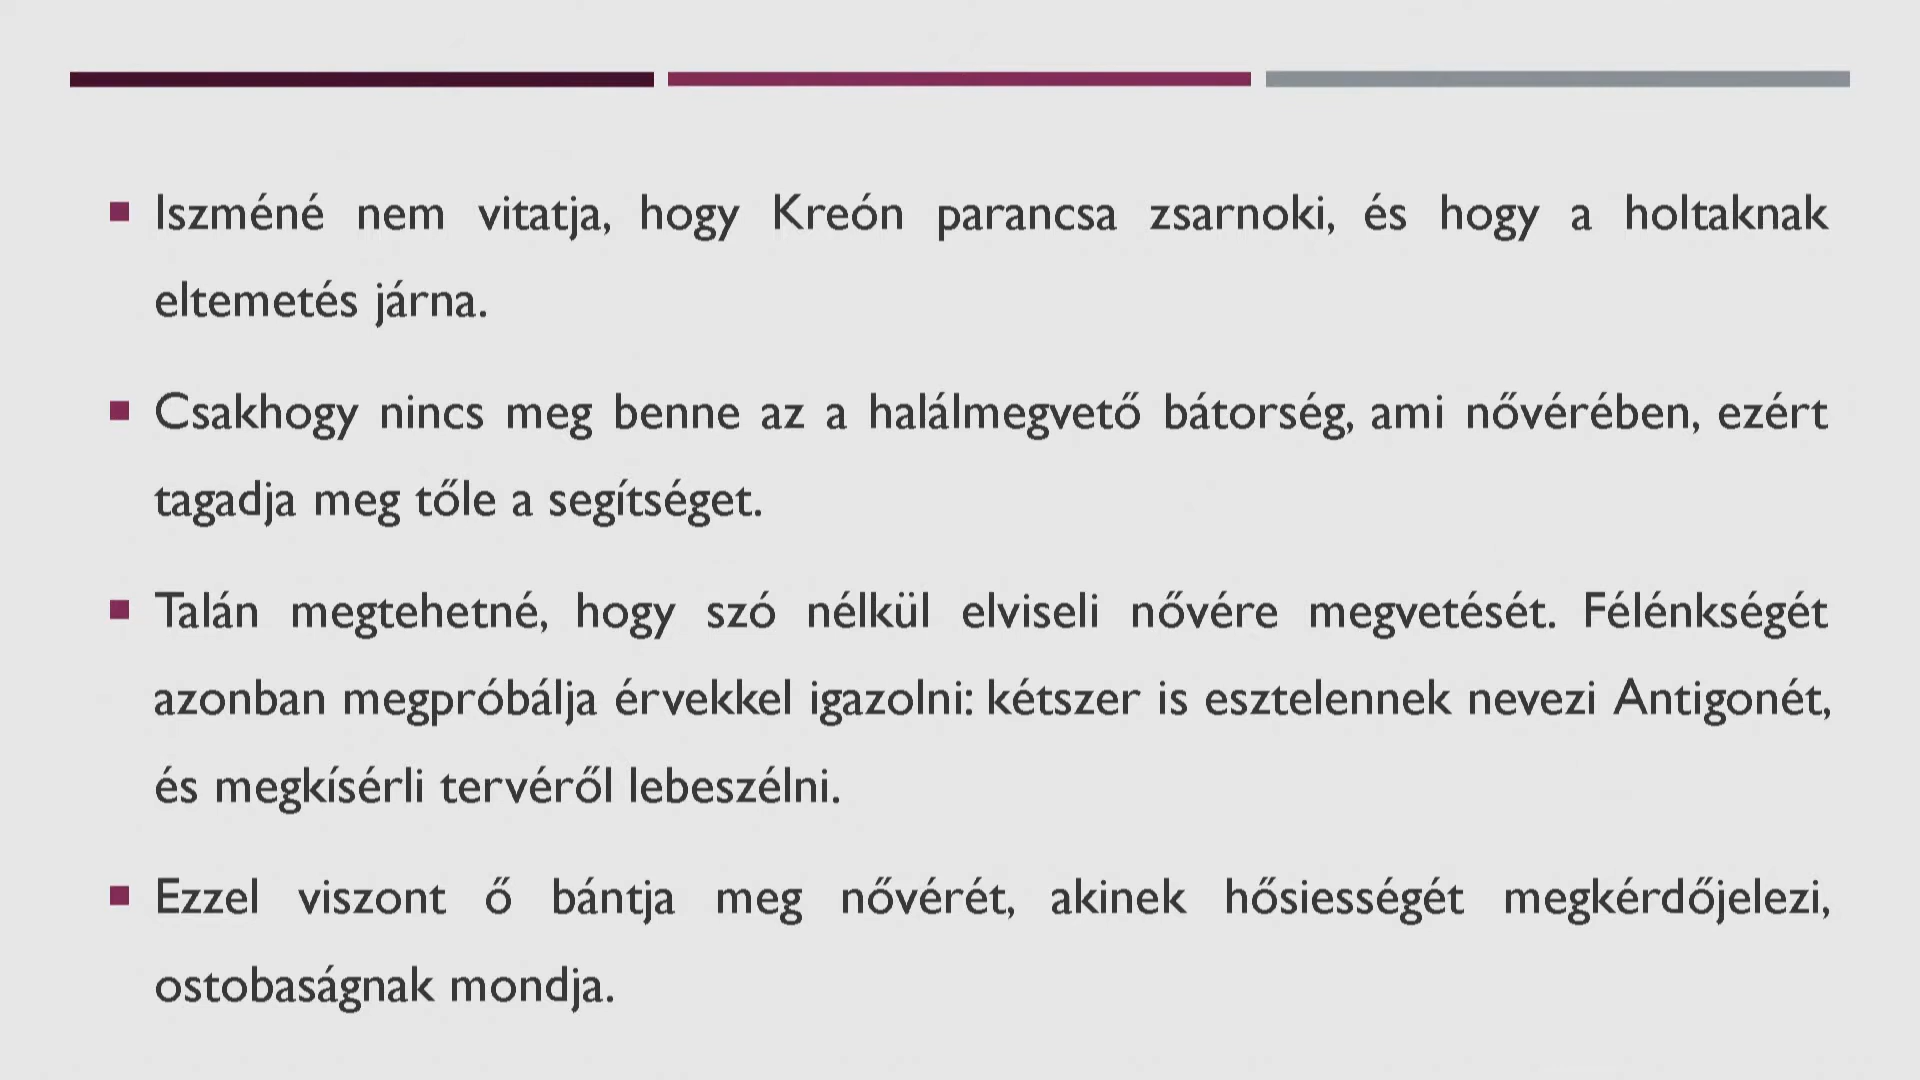 Iszméné nem vitatja, hogy Kreón parancsa zsarnoki, és hogy a holtaknak
eltemetés járna.
Csakhogy nincs meg benne az a halálmegvető bátorség, ami nővérében, ezért
tagadja meg tőle a segítséget.
Talán megtehetné, hogy szó nélkül elviseli nővére megvetését. Félénkségét
azonban megpróbálja érvekkel igazolni: kétszer is esztelennek nevezi Antigonét,
és megkísérli tervéről lebeszélni.
Ezzel viszont ő bántja meg nővérét, akinek hősiességét megkérdőjelezi,
ostobaságnak mondja.